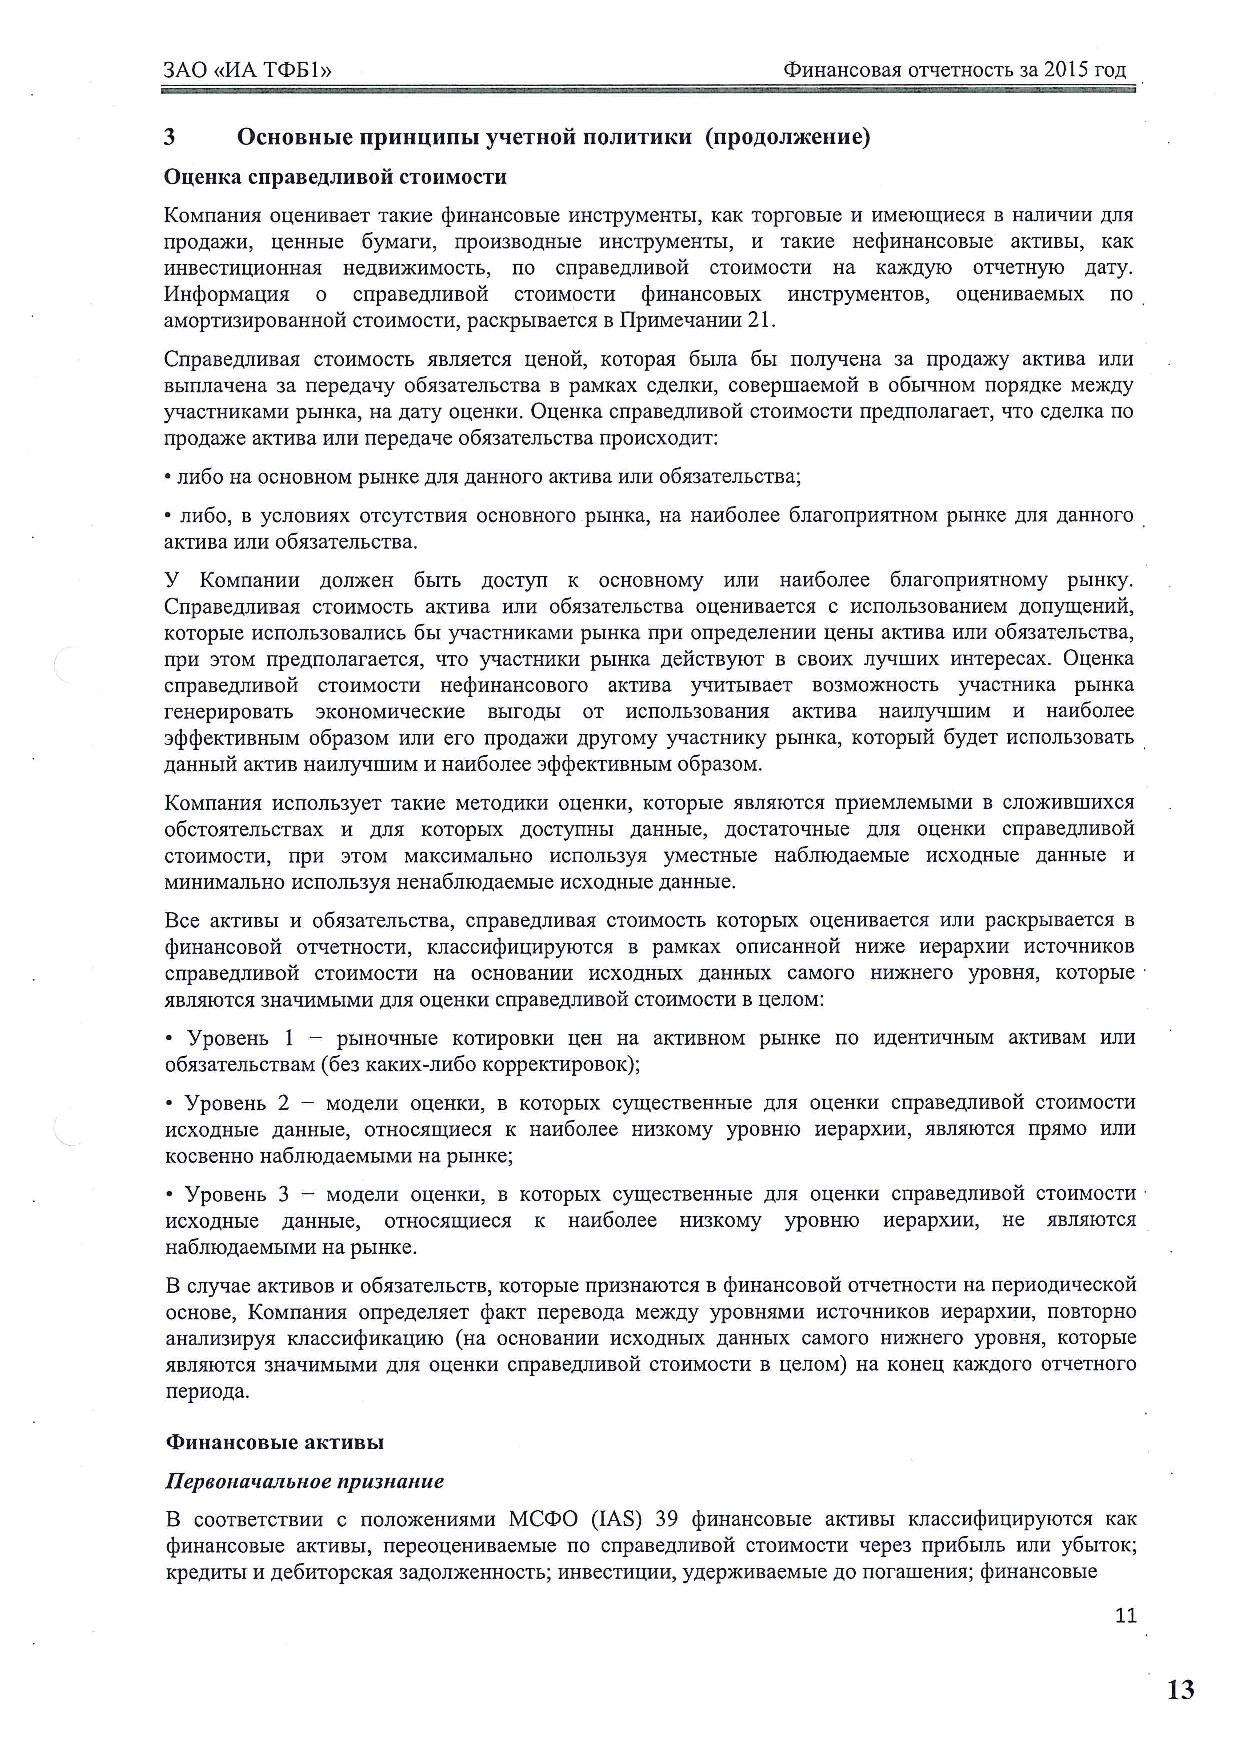 ЗАО «ИА ТФБ1» Финансовая отчетность за 2015 год
3 Основные принципы учетной политики (продолжение)
Оценка справедливой стоимости
Компания оценивает такие финансовые инструменты, как торговые и имеющиеся в наличии для
продажи, ценные бумаги, производные инструменты, и такие нефинансовые активы, как
инвестиционная недвижимость, по справедливой стоимости на каждую отчетную дату.
Информация о справедливой стоимости финансовых инструментов, оцениваемых по
амортизированной стоимости, раскрывается в Примечании 21.
Справедливая стоимость является ценой, которая была бы получена за продажу актива или
выплачена за передачу обязательства в рамках сделки, совершаемой в обычном порядке между
участниками рынка, на дату оценки. Оценка справедливой стоимости предполагает, что сделка по
продаже актива или передаче обязательства происходит:
• либо на основном рынке для данного актива или обязательства;
• либо, в условиях отсутствия основного рынка, на наиболее благоприятном рынке для данного
актива или обязательства.
У Компании должен быть доступ к основному или наиболее благоприятному рынку.
Справедливая стоимость актива или обязательства оценивается с использованием допущений,
которые использовались бы участниками рынка при определении цены актива или обязательства,
при этом предполагается, что участники рынка действуют в своих лучших интересах. Оценка
справедливой стоимости нефинансового актива учитывает возможность участника рынка
генерировать экономические выгоды от использования актива наилучшим и наиболее
эффективным образом или его продажи другому участнику рынка, который будет использовать
данный актив наилучшим и наиболее эффективным образом.
Компания использует такие методики оценки, которые являются приемлемыми в сложившихся
обстоятельствах и для которых доступны данные, достаточные для оценки справедливой
стоимости, при этом максимально используя уместные наблюдаемые исходные данные и
минимально используя ненаблюдаемые исходные данные.
Все активы и обязательства, справедливая стоимость которых оценивается или раскрывается в
финансовой отчетности, классифицируются в рамках описанной ниже иерархии источников
справедливой стоимости на основании исходных данных самого нижнего уровня, которые
являются значимыми для оценки справедливой стоимости в целом:
• Уровень 1 − рыночные котировки цен на активном рынке по идентичным активам или
обязательствам (без каких-либо корректировок);
• Уровень 2 − модели оценки, в которых существенные для оценки справедливой стоимости
исходные данные, относящиеся к наиболее низкому уровню иерархии, являются прямо или
косвенно наблюдаемыми на рынке;
• Уровень 3 − модели оценки, в которых существенные для оценки справедливой стоимости
исходные данные, относящиеся к наиболее низкому уровню иерархии, не являются
наблюдаемыми на рынке.
В случае активов и обязательств, которые признаются в финансовой отчетности на периодической
основе, Компания определяет факт перевода между уровнями источников иерархии, повторно
анализируя классификацию (на основании исходных данных самого нижнего уровня, которые
являются значимыми для оценки справедливой стоимости в целом) на конец каждого отчетного
периода.
Финансовые активы
Первоначальное признание
В соответствии с положениями МСФО (IAS) 39 финансовые активы классифицируются как
финансовые активы, переоцениваемые по справедливой стоимости через прибыль или убыток;
кредиты и дебиторская задолженность; инвестиции, удерживаемые до погашения; финансовые
11
13